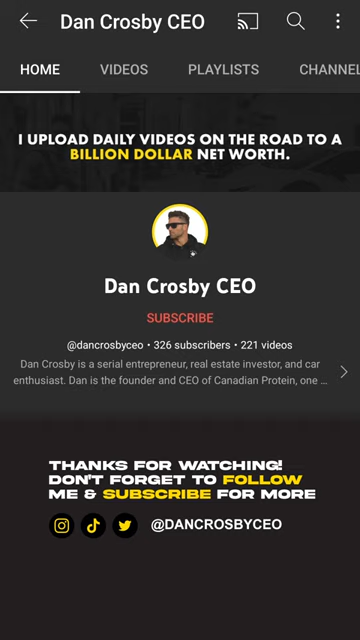 Dan Crosby CEO
HOME VIDEOS PLAYLISTS CHANNEL
I UPLOAD DAILY VIDEOS ON THE ROAD TO A
BILLION DOLLAR NET WORTH.
Dan Crosby CEO
SUBSCRIBE
@dancrosbyceo • 326 subscribers • 221 videos
Dan Crosby is a serial entrepreneur, real estate investor, and car
enthusiast. Dan is the founder and CEO of Canadian Protein, one ...
THANKS FOR WATCHING!
DON'T FORGET TO FOLLOW
ME & SUBSCRIBE FOR MORE
@DANCROSBYCEO